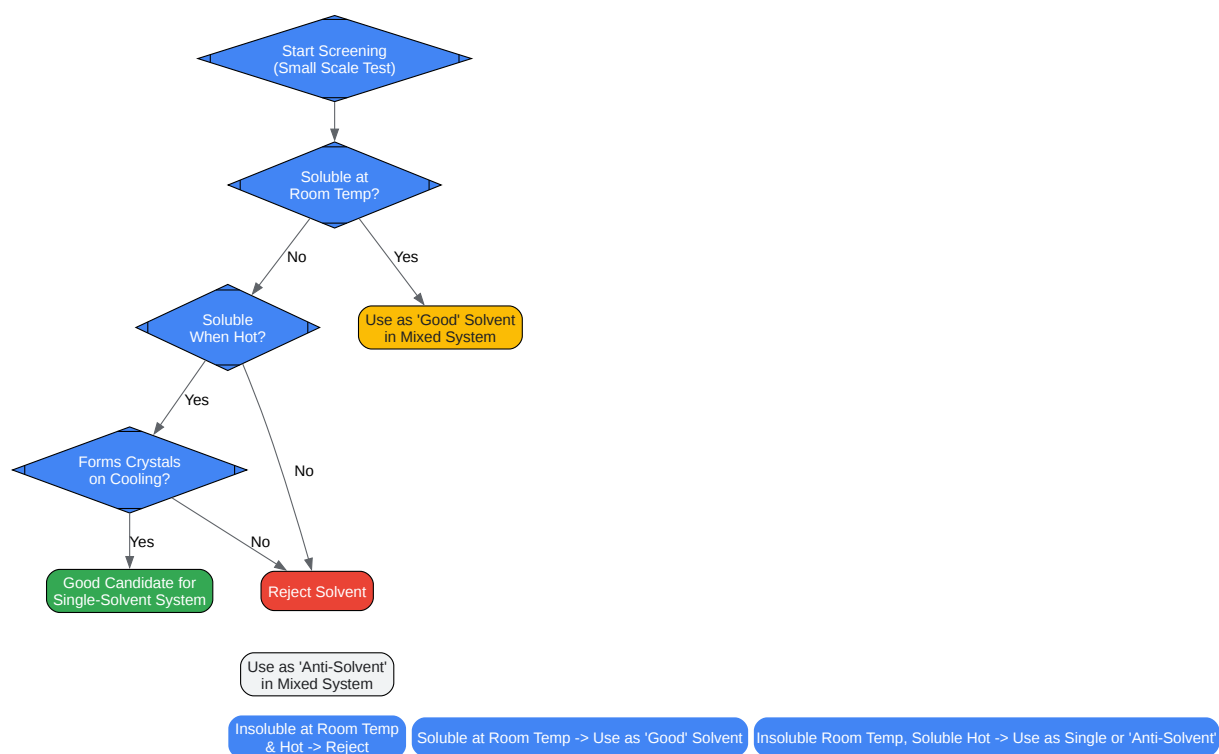 Start Screening
(Small Scale Test)
Soluble at
Room Temp?
No
Yes
Soluble
When Hot?
Use as 'Good' Solvent
in Mixed System
Yes
Forms Crystals
on Cooling?
No
Yes
No
Good Candidate for
Single-Solvent System
Reject Solvent
Use as 'Anti-Solvent'
in Mixed System
Insoluble at Room Temp
& Hot -> Reject
Soluble at Room Temp -> Use as 'Good' Solvent
Insoluble Room Temp, Soluble Hot -> Use as Single or 'Anti-Solvent'